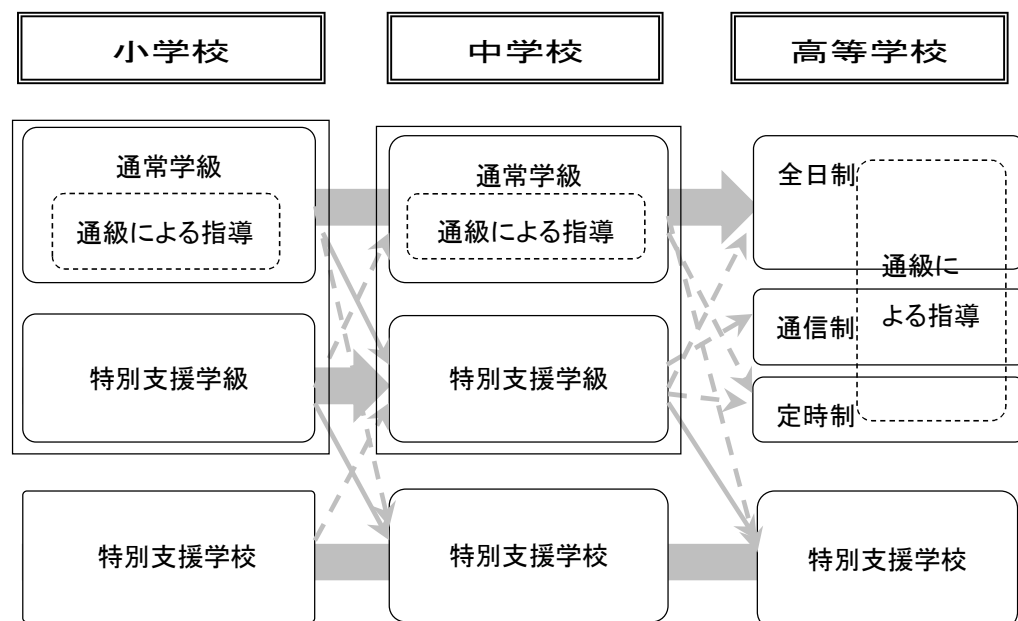 小学校
中学校
高等学校
通常学級
通級による指導
特別支援学級
特別支援学校
通常学級
通級による指導
特別支援学級
特別支援学校
全日制
通級に
よる指導
通信制
定時制
特別支援学校